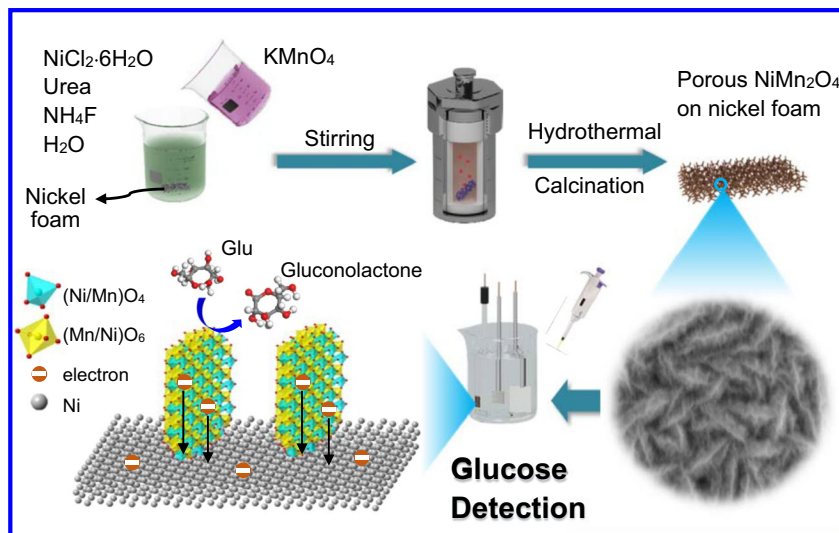 NiCl₂·6H₂O
Urea
NH₄F
H₂O
KMnO₄
Nickel
foam
Stirring
Hydrothermal
Calcination
Porous NiMn₂O₄
on nickel foam
Glu
Gluconolactone
(Ni/Mn)O₄
(Mn/Ni)O₆
electron
Ni
Glucose
Detection